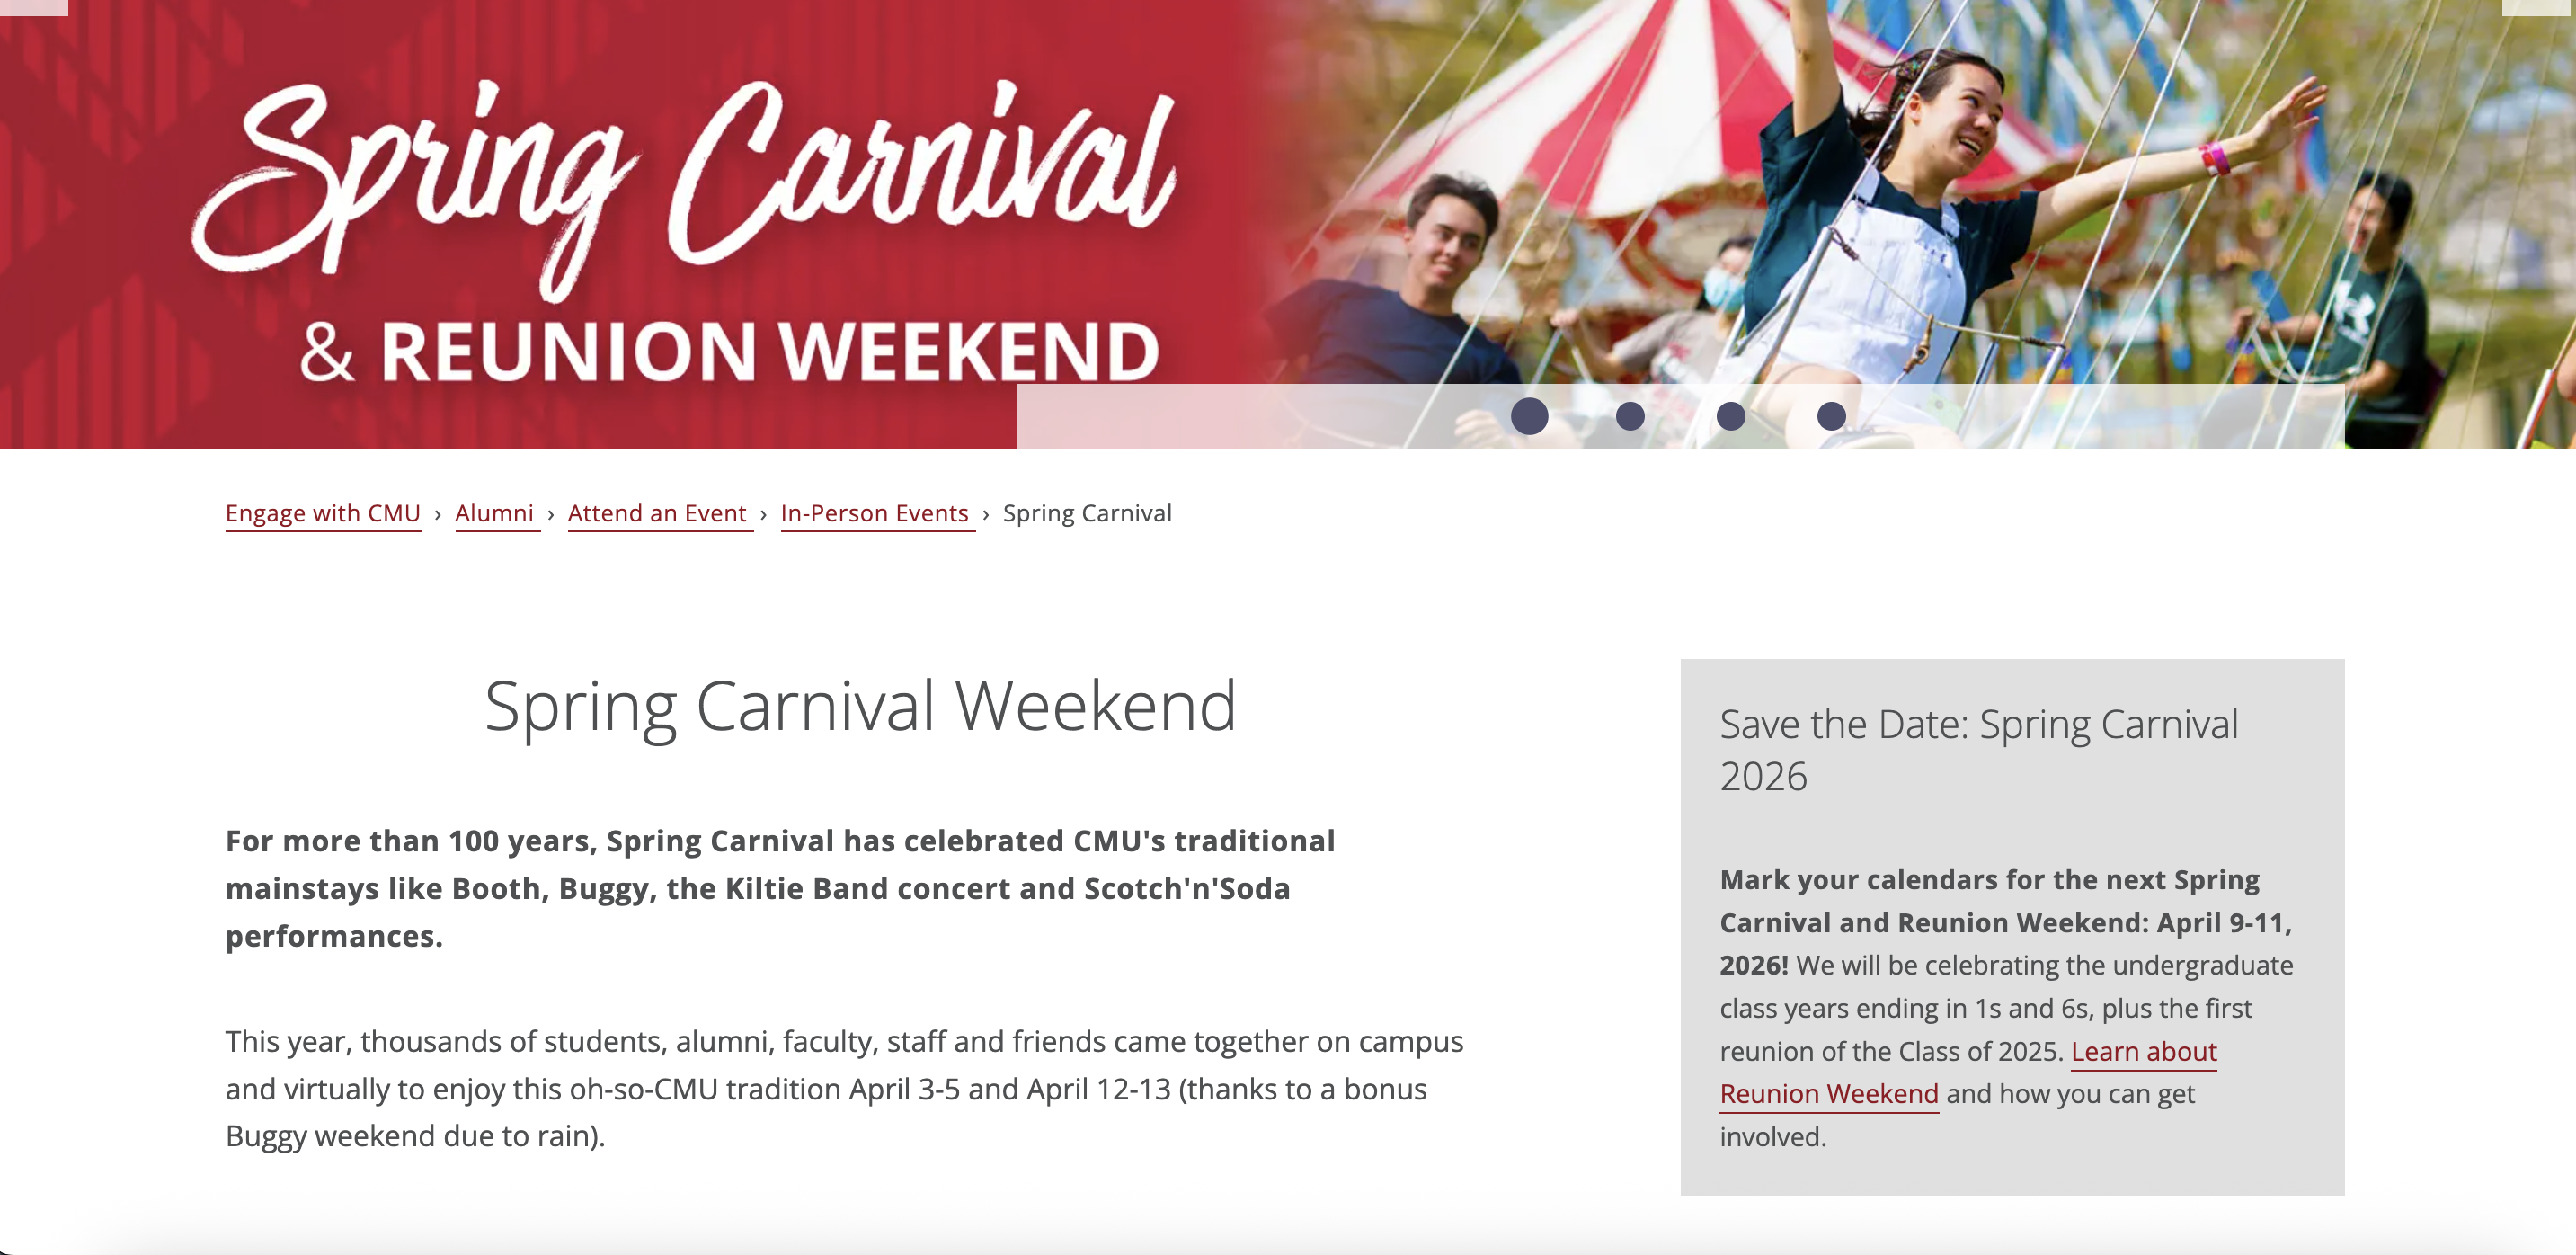 Spring Carnival
& REUNION WEEKEND
Engage with CMU › Alumni › Attend an Event › In-Person Events › Spring Carnival
Spring Carnival Weekend
For more than 100 years, Spring Carnival has celebrated CMU's traditional
mainstays like Booth, Buggy, the Kiltie Band concert and Scotch'n'Soda
performances.
This year, thousands of students, alumni, faculty, staff and friends came together on campus
and virtually to enjoy this oh-so-CMU tradition April 3-5 and April 12-13 (thanks to a bonus
Buggy weekend due to rain).
Save the Date: Spring Carnival
2026
Mark your calendars for the next Spring
Carnival and Reunion Weekend: April 9-11,
2026! We will be celebrating the undergraduate
class years ending in 1s and 6s, plus the first
reunion of the Class of 2025. Learn about
Reunion Weekend and how you can get
involved.